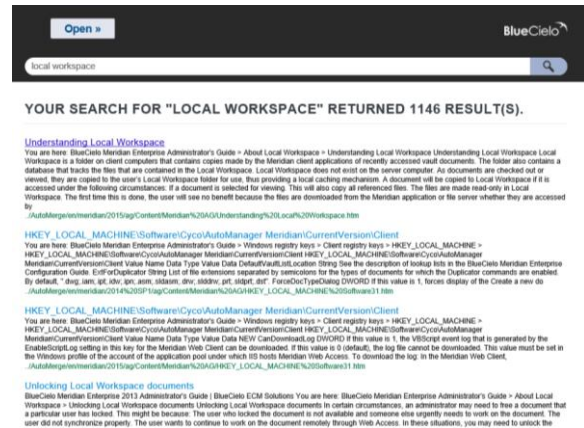 Open »
BlueCielo
local workspace
YOUR SEARCH FOR "LOCAL WORKSPACE" RETURNED 1146 RESULT(S).
Understanding Local Workspace
You are here: BlueCielo Meridian Enterprise Administrator's Guide > About Local Workspace > Understanding Local Workspace Understanding Local Workspace Local
Workspace is a folder on client computers that contains copies made by the Meridian client applications of recently accessed vault documents. The folder also contains a
database that tracks the files that are contained in the Local Workspace. Local Workspace does not exist on the server computer. As documents are checked out or
viewed, they are copied to the user's Local Workspace folder for use, thus providing a local caching mechanism. A document will be copied to Local Workspace if it is
accessed under the following circumstances: If a document is selected for viewing. This will also copy all referenced files. The files are made read-only in Local
Workspace. The first time this is done, the user will see no benefit because the files are downloaded from the Meridian application or file server whether they are accessed
by
../AutoMerge/en/meridian/2015/ag/Content/Meridian%20AG/Understanding%20Local%20Workspace.htm
HKEY_LOCAL_MACHINE\Software\Cyco\AutoManager Meridian\CurrentVersion\Client
You are here: BlueCielo Meridian Enterprise Administrator's Guide > Windows registry keys > Client registry keys > HKEY_LOCAL_MACHINE >
HKEY_LOCAL_MACHINE\Software\Cyco\AutoManager Meridian\CurrentVersion\Client HKEY_LOCAL_MACHINE\Software\Cyco\AutoManager
Meridian\CurrentVersion\Client Value Name Data Type Value Data DefaultVaultListLocation String See the description of lookup lists in the BlueCielo Meridian Enterprise
Configuration Guide. ExtForDuplicator String List of file extensions separated by semicolons for the types of documents for which the Duplicator commands are enabled.
By default, ForceDocTypeDialog DWORD If this value is 1, forces display of the Create a new do
../AutoMerge/en/meridian/2014%20SP1/ag/Content/Meridian%20AG/HKEY_LOCAL_MACHINE%20Software31.htm
HKEY_LOCAL_MACHINE\Software\Cyco\AutoManager Meridian\CurrentVersion\Client
You are here: BlueCielo Meridian Enterprise Administrator's Guide > Windows registry keys > Client registry keys > HKEY_LOCAL_MACHINE >
HKEY_LOCAL_MACHINE\Software\Cyco\AutoManager Meridian\CurrentVersion\Client HKEY_LOCAL_MACHINE\Software\Cyco\AutoManager
Meridian\CurrentVersion\Client Value Name Data Type Value Data NEW CanDownloadLog DWORD If this value is 1, the VBScript event log that is generated by the
EnableScriptLog setting in this key for the Meridian Web Client can be downloaded. If this value is 0 (default), the log file cannot be downloaded. This value must be set in
the Windows profile of the account of the application pool under which IIS hosts Meridian Web Access. To download the log: In the Meridian Web Client,
../AutoMerge/en/meridian/2015/ag/Content/Meridian%20AG/HKEY_LOCAL_MACHINE%20Software31.htm
Unlocking Local Workspace documents
BlueCielo Meridian Enterprise 2013 Administrator's Guide | BlueCielo ECM Solutions You are here: BlueCielo Meridian Enterprise Administrator's Guide > About Local
Workspace > Unlocking Local Workspace documents Unlocking Local Workspace documents In certain circumstances, an administrator may need to free a document that
a particular user has locked. This might be because: The user who locked the document is not available and someone else urgently needs to work on the document. The
user did not synchronize properly. The user wants to continue to work on the document remotely through Web Access. In these situations, you may need to unlock the